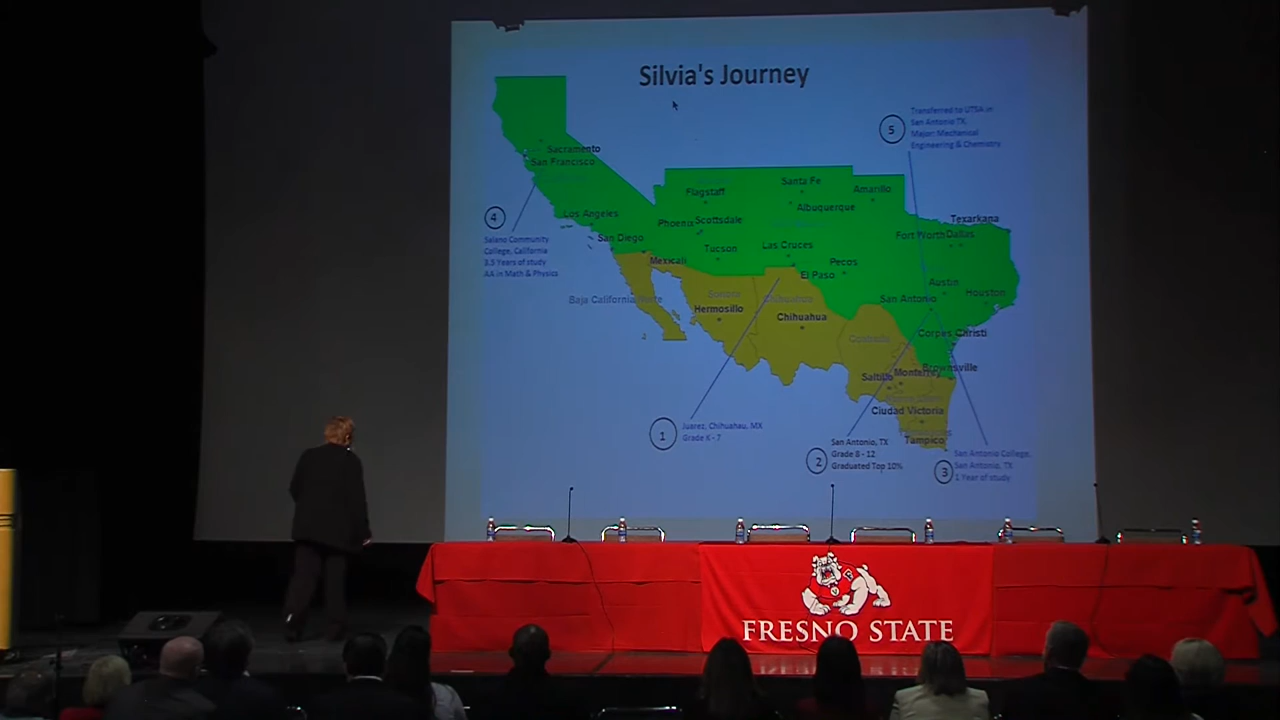 Silvia's Journey
5
Transferred to UTSA in
San Antonio TX,
Major: Mechanical
Engineering & Chemistry
Sacramento
San Francisco
Santa Fe
Flagstaff
Amarillo
Albuquerque
4
Los Angeles
Phoenix
Scottsdale
Texarkana
San Diego
Fort Worth
Dallas
Tucson
Las Cruces
Saleno Community
College, California
3.5 Years of study
AA in Math & Physics
Mexicali
Pecos
El Paso
Austin
Houston
Baja California Norte
Sonora
Chihuahua
San Antonio
Hermosillo
Chihuahua
Corpus Christi
Coahuila
Brownsville
Saltillo
Monterrey
Ciudad Victoria
1
Juarez, Chihuahau, MX
Grade K - 7
Tampico
2
San Antonio, TX
Grade 8 - 12
Graduated Top 10%
3
San Antonio College,
San Antonio, TX
1 Year of study
FRESNO STATE